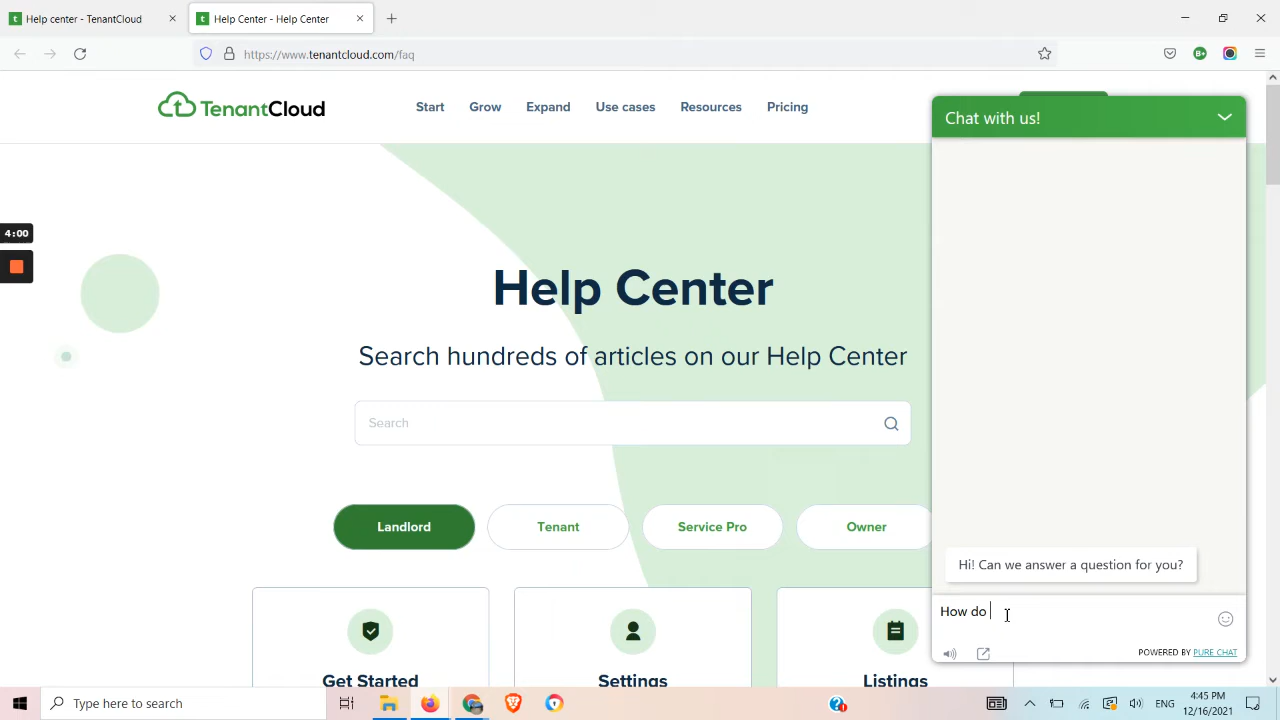 Help center - TenantCloud
Help Center - Help Center
https://www.tenantcloud.com/faq
TenantCloud
Start
Grow
Expand
Use cases
Resources
Pricing
Chat with us!
4:00
Help Center
Search hundreds of articles on our Help Center
Search
Landlord
Tenant
Service Pro
Owner
Hi! Can we answer a question for you?
How do
POWERED BY PURE CHAT
Get Started
Settings
Listings
Type here to search
ENG
4:45 PM
12/16/2021